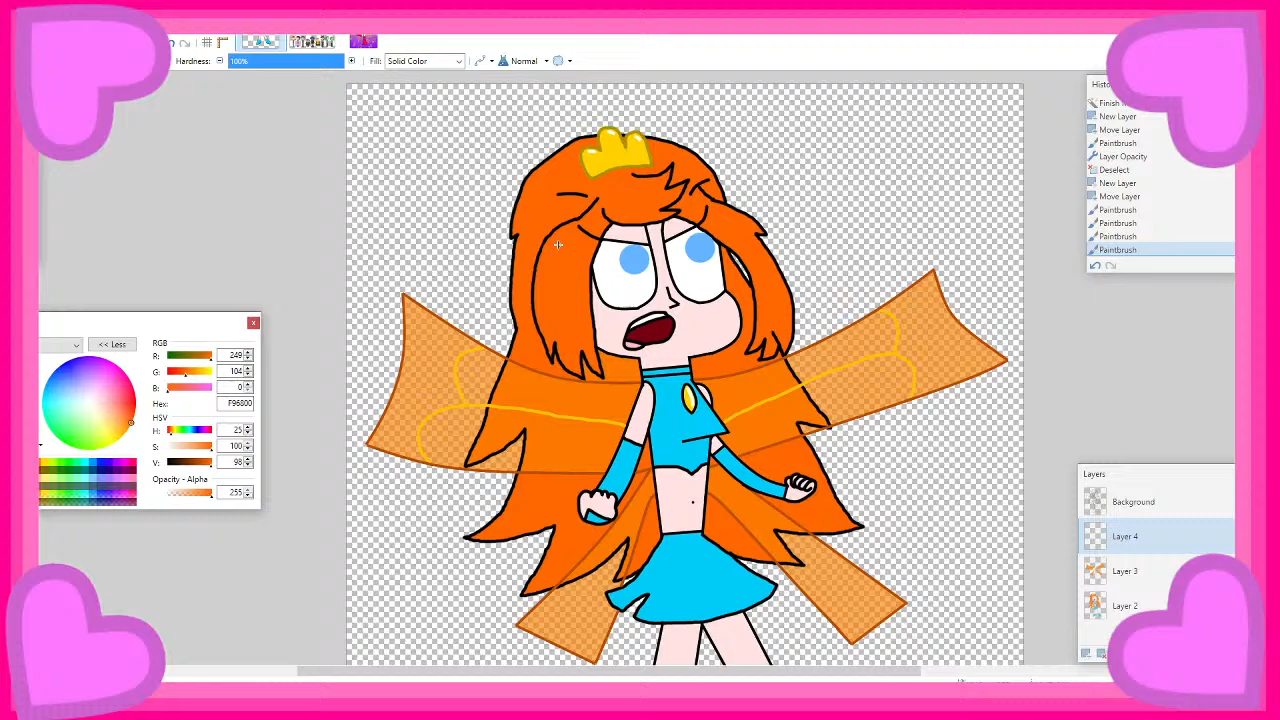 Hardness:
100%
Fill:
Solid Color
Normal
Finish
New Layer
Move Layer
Paintbrush
Layer Opacity
Deselect
New Layer
Move Layer
Paintbrush
Paintbrush
Paintbrush
Paintbrush
<< Less
RGB
R: 249
G: 104
B: 0
Hex: F96800
HSV
H: 25
S: 100
V: 98
Opacity - Alpha
255
Layers
Background
Layer 4
Layer 3
Layer 2